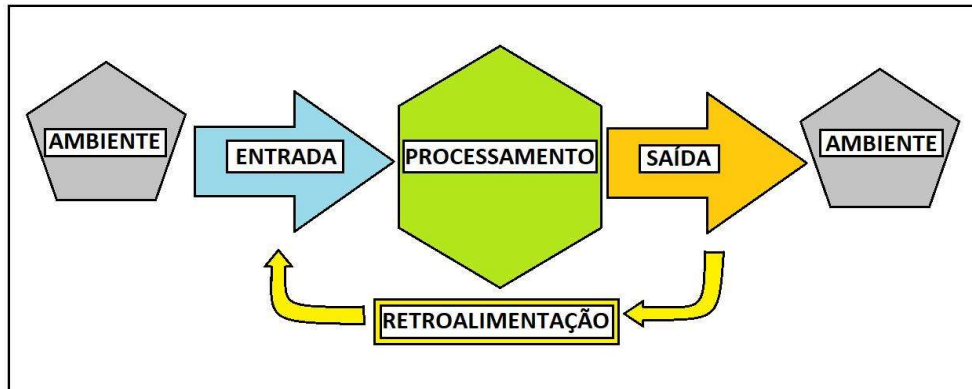 AMBIENTE
ENTRADA
PROCESSAMENTO
SAÍDA
AMBIENTE
RETROALIMENTAÇÃO